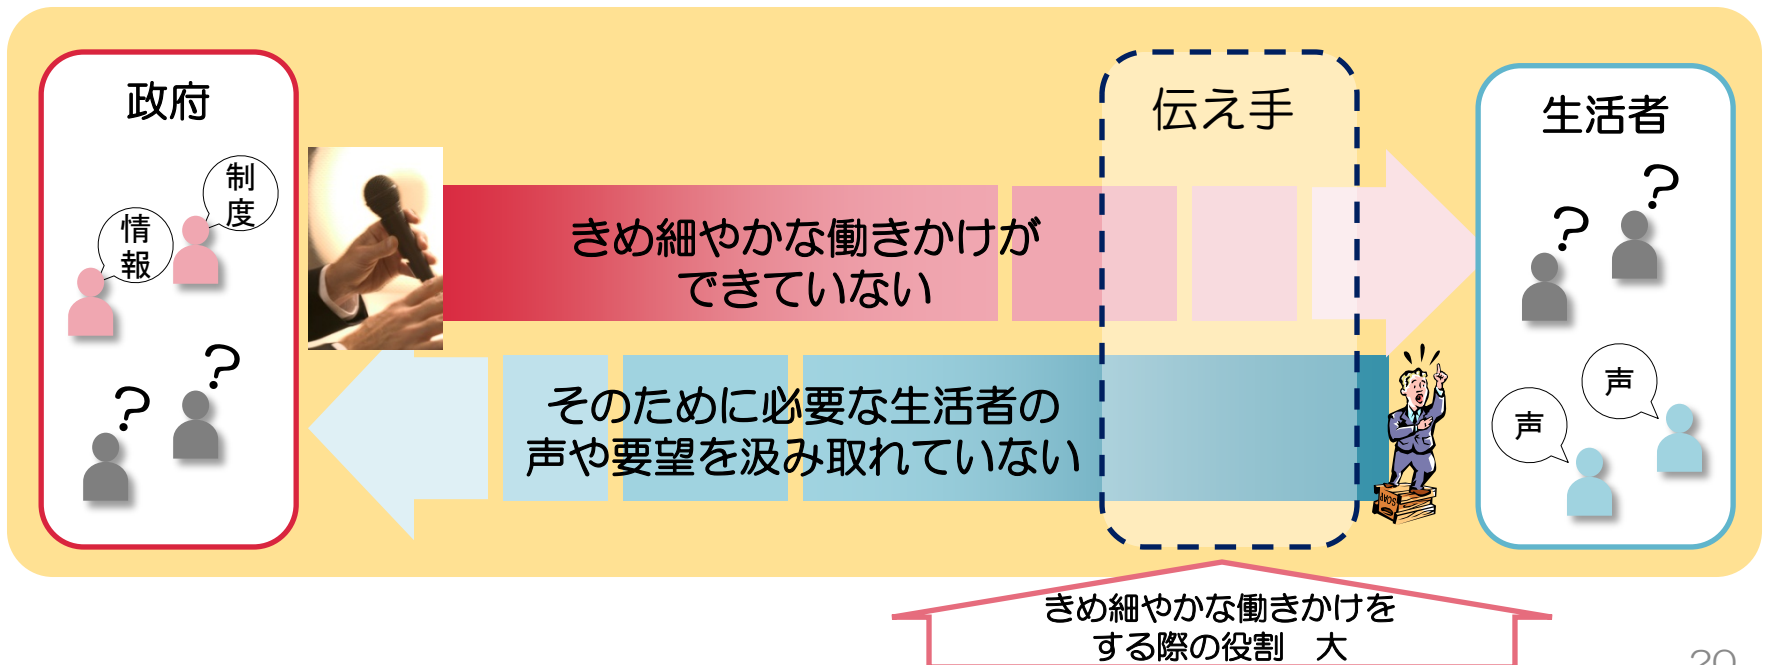 政府
伝え手
生活者
制
度
情
報
?
?
きめ細やかな働きかけが
できていない
?
?
そのために必要な生活者の
声や要望を汲み取れていない
声
声
SOAP
きめ細やかな働きかけを
する際の役割　大
20